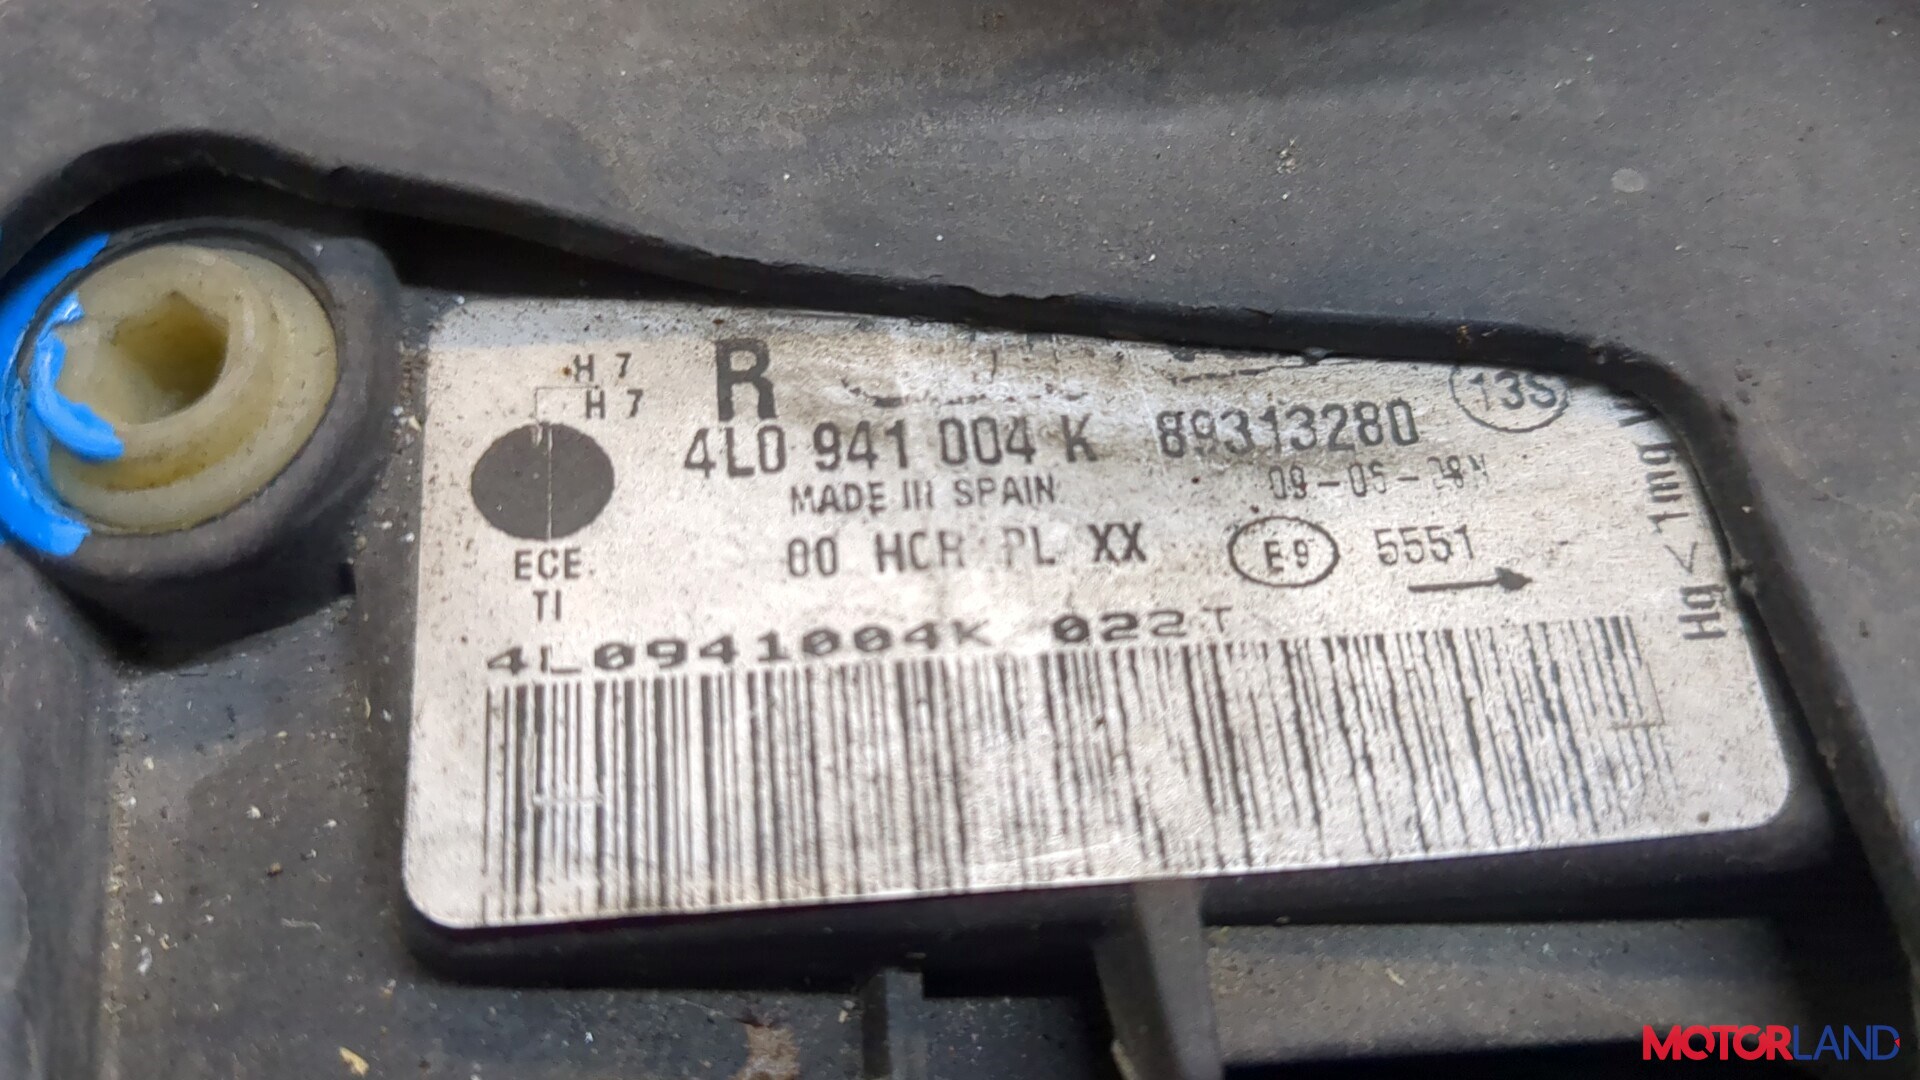 H 7
H 7
R
13S
4L0 941 004 K 89313280
MADE IN SPAIN
00 HCR PL XX
E9
5551
ECE
TI
4L0941004K 022T
Hg < 1mg
MOTORLAND